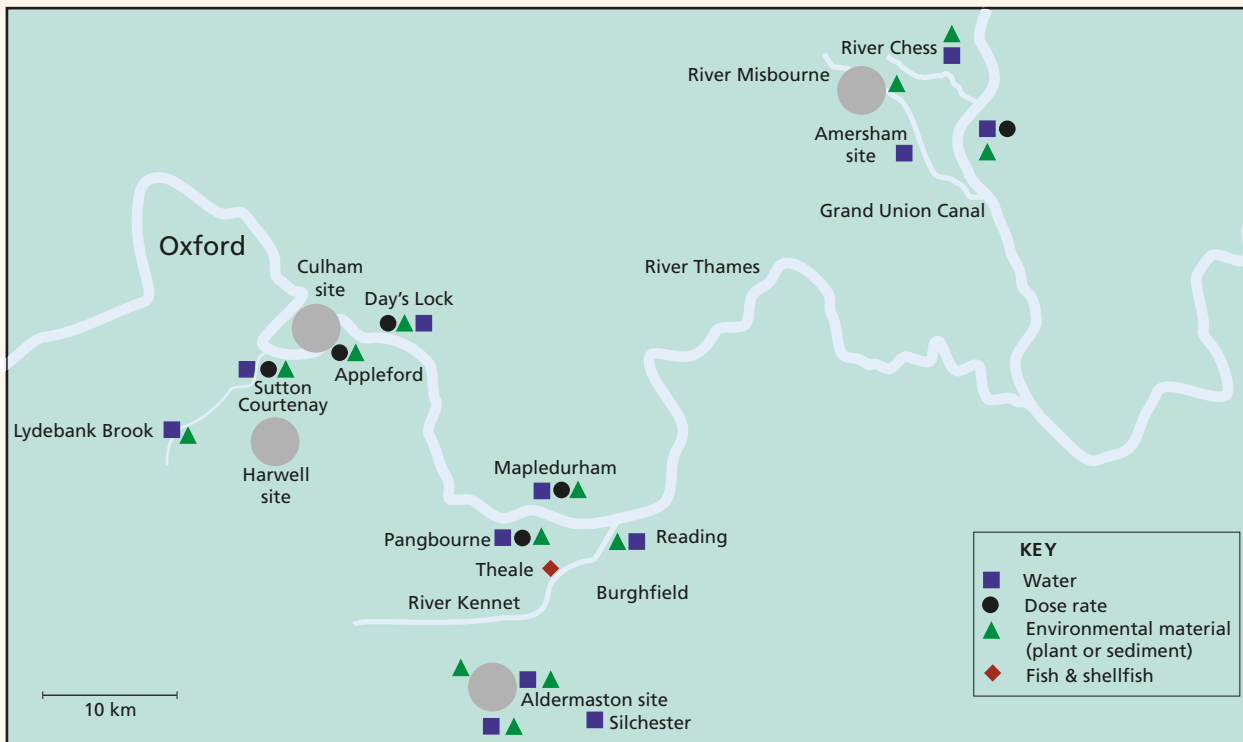 River Chess
River Misbourne
Amersham
site
Grand Union Canal
Oxford
Culham
site
River Thames
Day's Lock
Appleford
Sutton
Courtenay
Lydebank Brook
Harwell
site
Mapledurham
Pangbourne
Reading
Theale
Burghfield
River Kennet
Aldermaston site
Silchester
10 km
KEY
Water
Dose rate
Environmental material
(plant or sediment)
Fish & shellfish